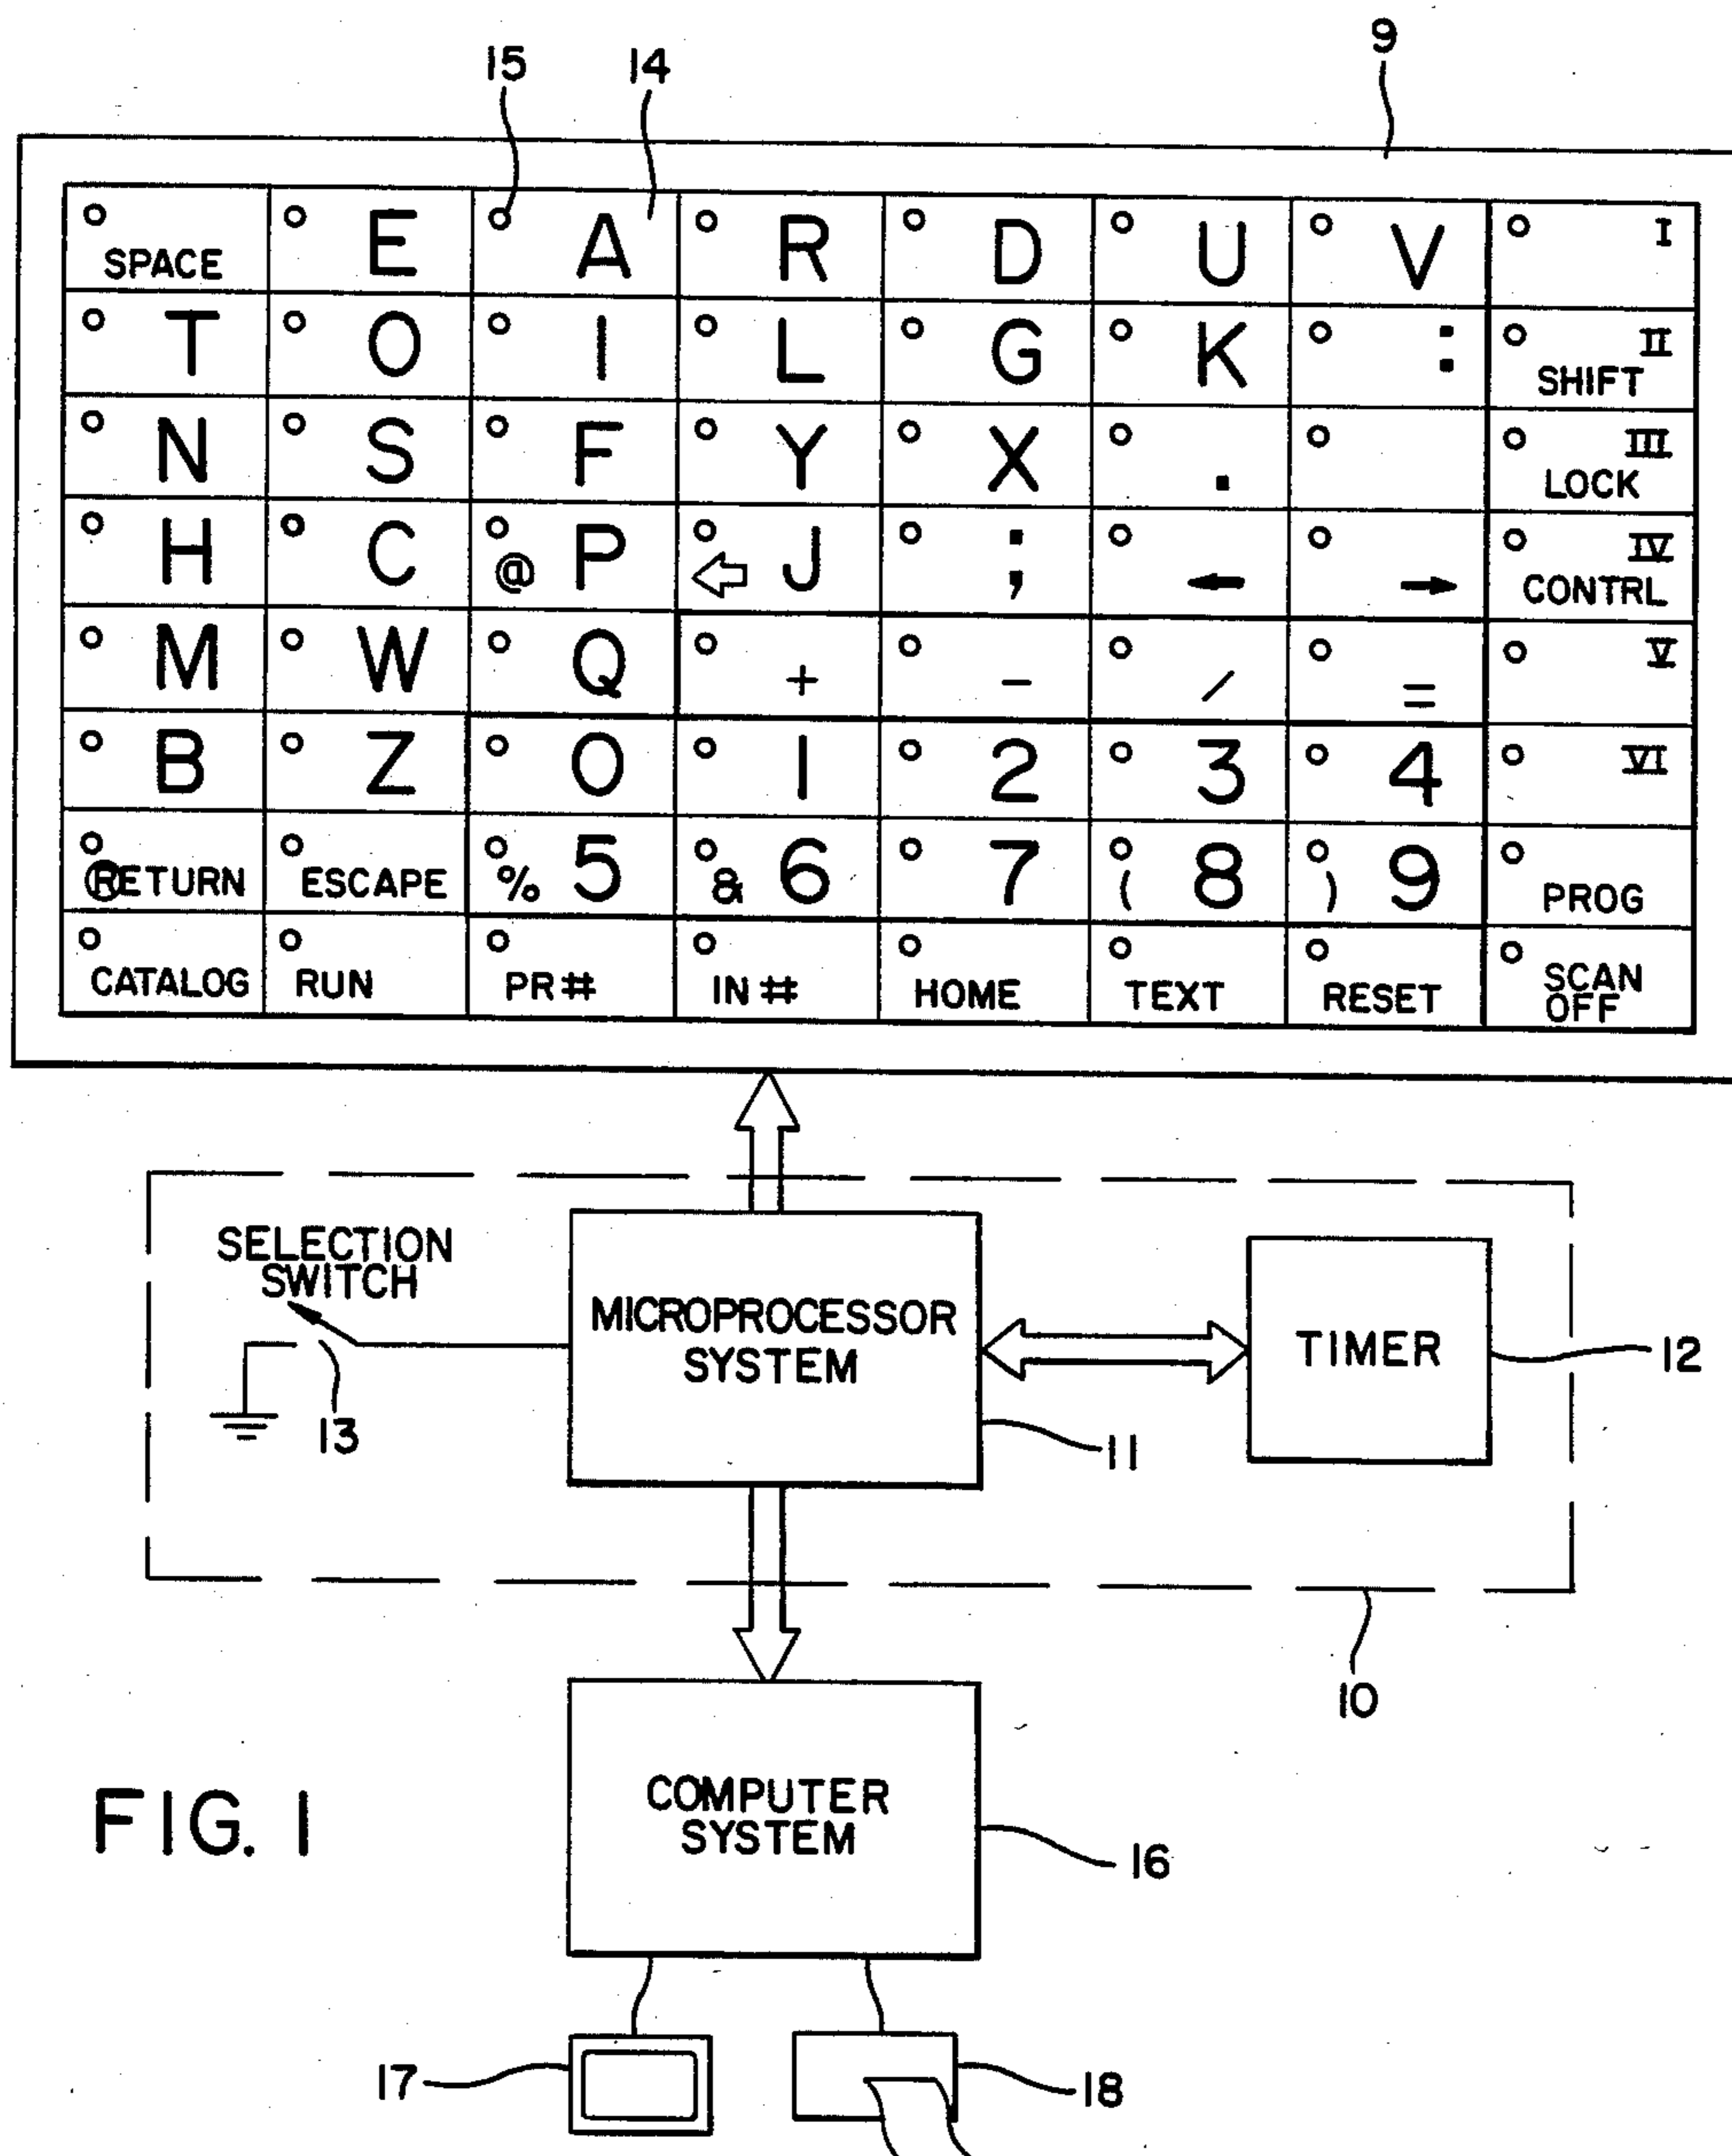 15 14 9
SPACE E A R D U V I
T O I L G K : II SHIFT
N S F Y X . III LOCK
H C @ P J ; ← → IV CONTRL
M W Q + - / = V
B Z 0 1 2 3 4 VI
RETURN ESCAPE % 5 & 6 7 ( 8 ) 9 PROG
CATALOG RUN PR# IN# HOME TEXT RESET SCAN OFF
SELECTION
SWITCH
MICROPROCESSOR
SYSTEM
TIMER
12
13
11
10
COMPUTER
SYSTEM
FIG. 1
16
17
18